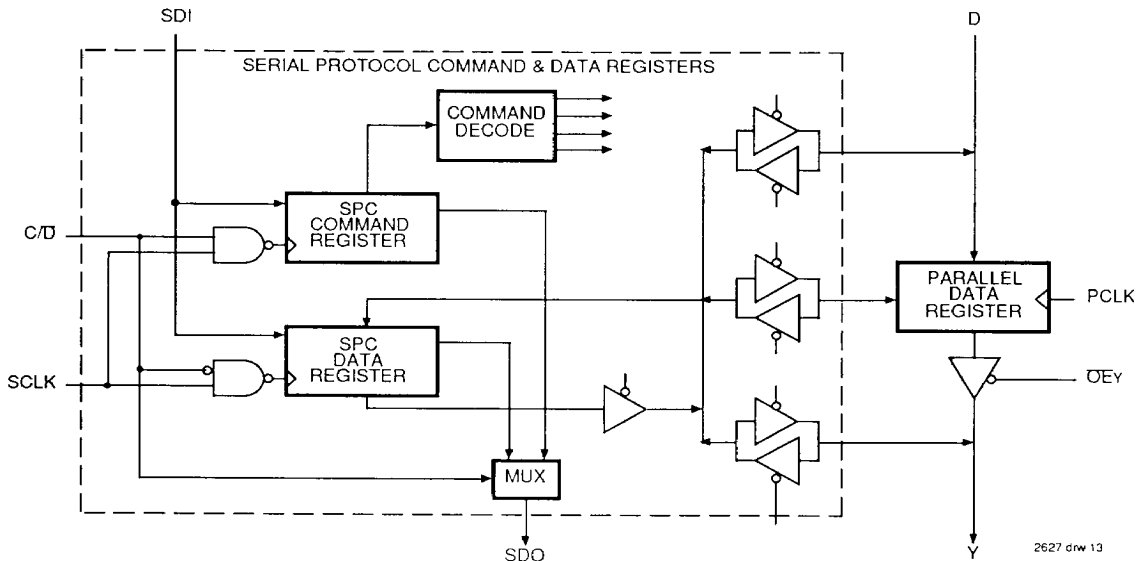 SDI
D
SERIAL PROTOCOL COMMAND & DATA REGISTERS
COMMAND
DECODE
SPC
COMMAND
REGISTER
C/D̅
PARALLEL
DATA
REGISTER
PCLK
SPC
DATA
REGISTER
SCLK
O̅E̅Y̅
MUX
SDO
Y
2627 drw 13